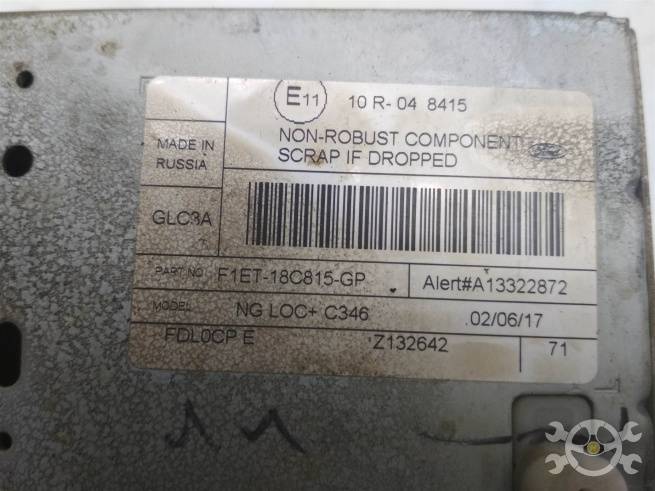 E11 10 R- 04 8415
NON-ROBUST COMPONENT
SCRAP IF DROPPED
MADE IN
RUSSIA
GLC3A
PART NO. F1ET-18C815-GP Alert#A13322872
MODEL NG LOC+ C346 02/06/17
FDL0CP E Z132642 71